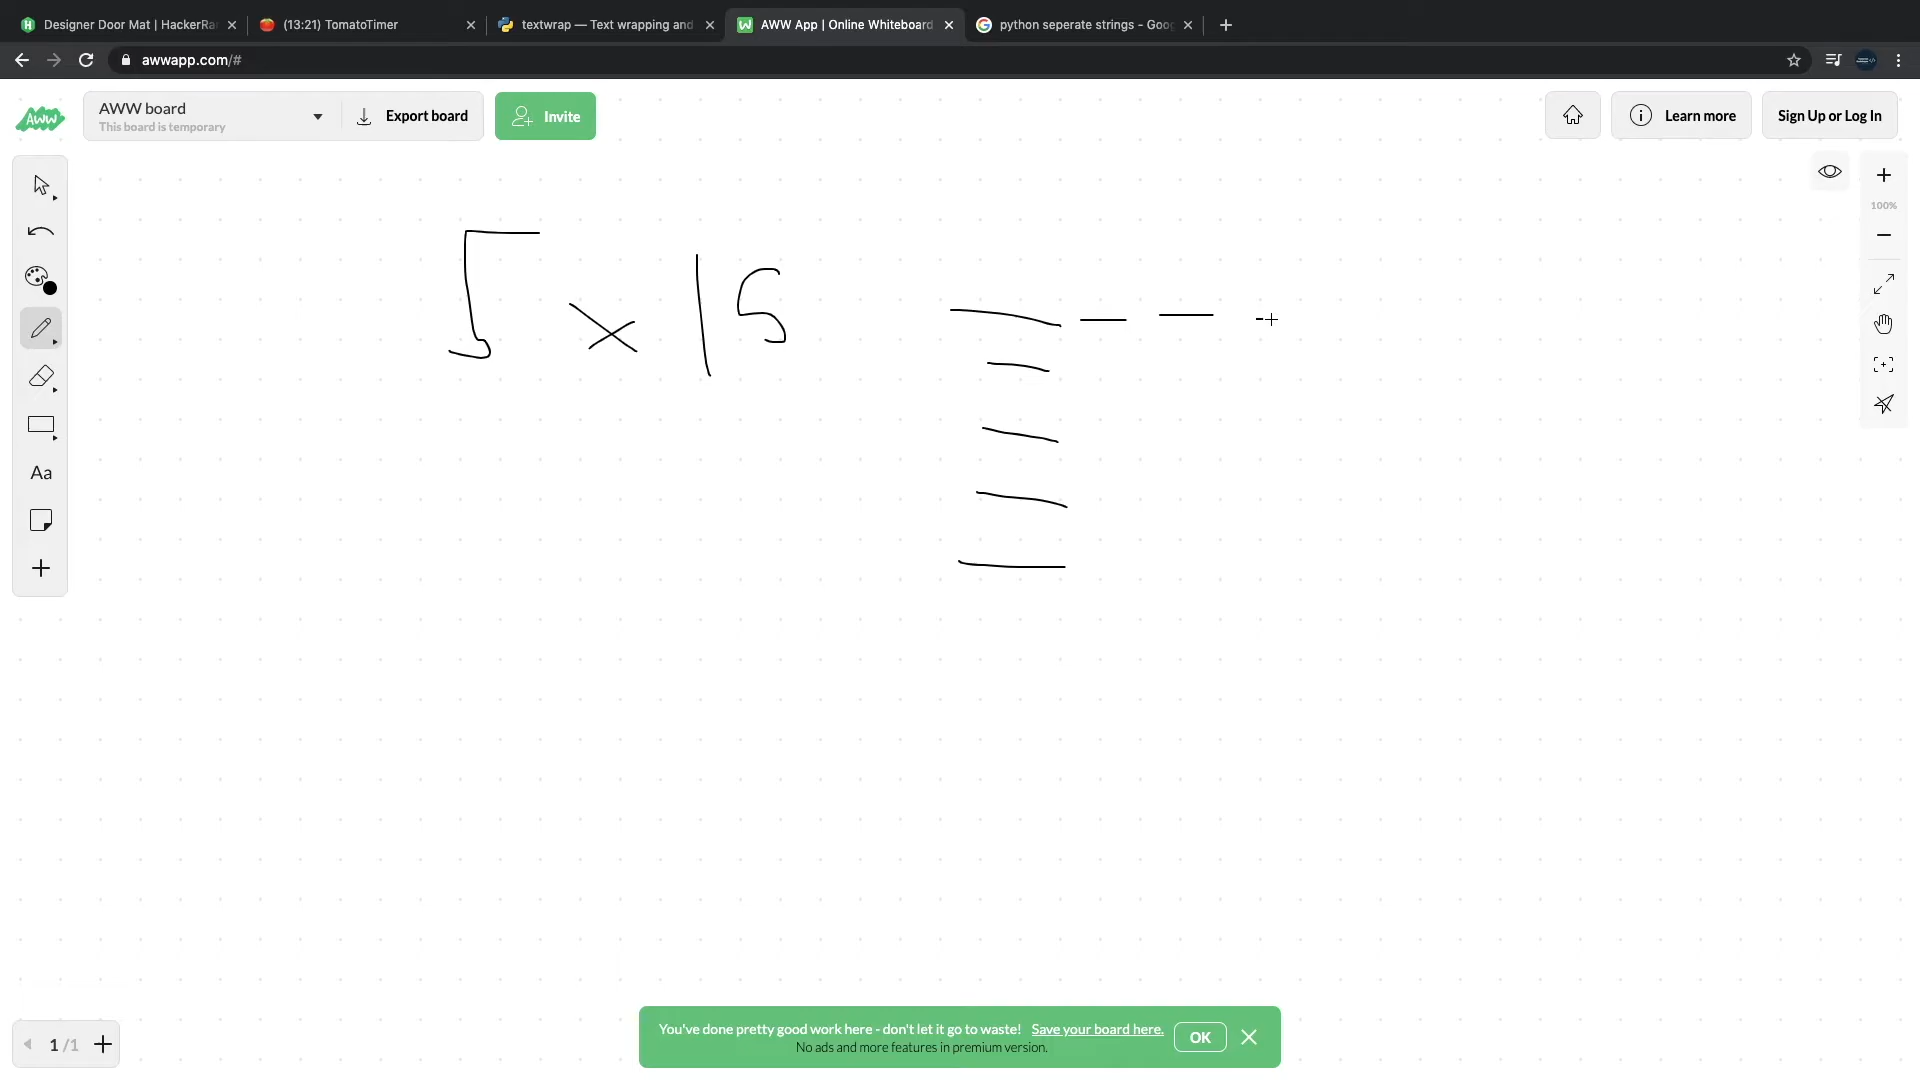 Designer Door Mat | HackerRa
(13:21) TomatoTimer
textwrap — Text wrapping and
AWW App | Online Whiteboard
python seperate strings - Goog
awwapp.com/#
AWW
AWW board
This board is temporary
Export board
Invite
Learn more
Sign Up or Log In
100%
5 x 15
Aa
1 /1
You've done pretty good work here - don't let it go to waste! Save your board here.
No ads and more features in premium version.
OK